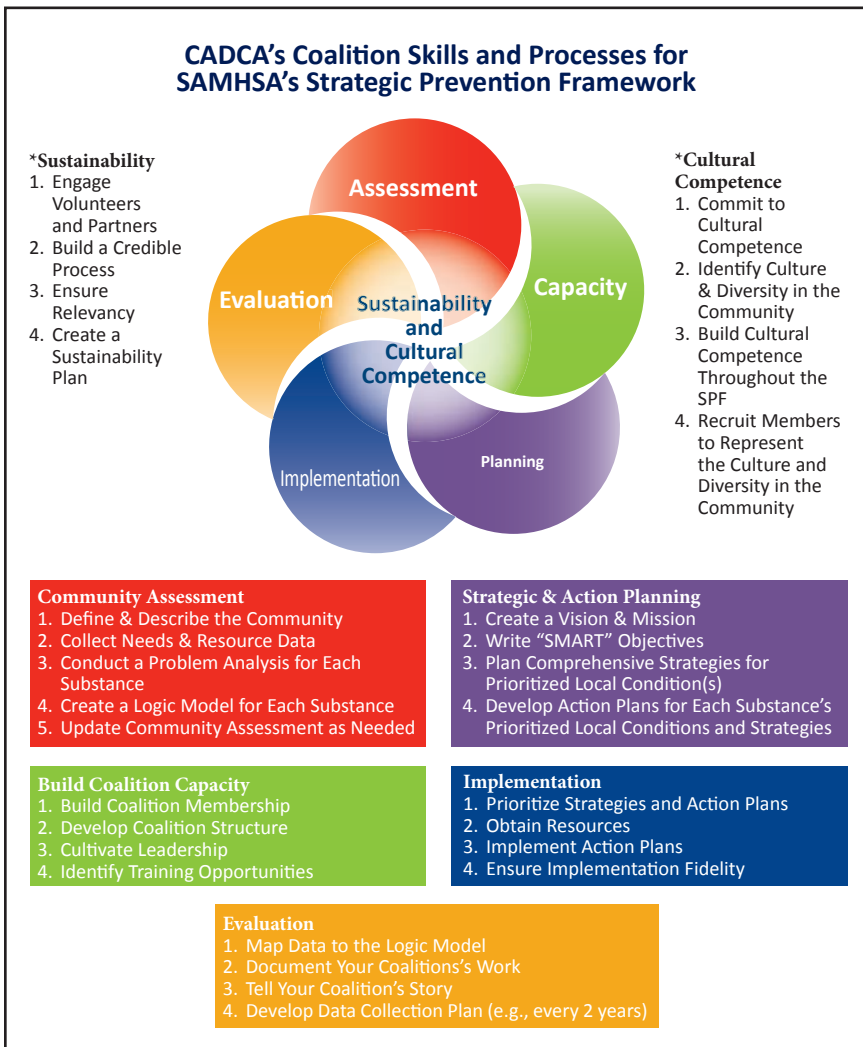 CADCA's Coalition Skills and Processes for
SAMHSA's Strategic Prevention Framework
*Sustainability
1. Engage
Volunteers
and Partners
2. Build a Credible
Process
3. Ensure
Relevancy
4. Create a
Sustainability
Plan
Assessment
Evaluation
Capacity
Sustainability
and
Cultural
Competence
Implementation
Planning
*Cultural
Competence
1. Commit to
Cultural
Competence
2. Identify Culture
& Diversity in the
Community
3. Build Cultural
Competence
Throughout the
SPF
4. Recruit Members
to Represent
the Culture and
Diversity in the
Community
Community Assessment
1. Define & Describe the Community
2. Collect Needs & Resource Data
3. Conduct a Problem Analysis for Each
Substance
4. Create a Logic Model for Each Substance
5. Update Community Assessment as Needed
Strategic & Action Planning
1. Create a Vision & Mission
2. Write “SMART” Objectives
3. Plan Comprehensive Strategies for
Prioritized Local Condition(s)
4. Develop Action Plans for Each Substance's
Prioritized Local Conditions and Strategies
Build Coalition Capacity
1. Build Coalition Membership
2. Develop Coalition Structure
3. Cultivate Leadership
4. Identify Training Opportunities
Implementation
1. Prioritize Strategies and Action Plans
2. Obtain Resources
3. Implement Action Plans
4. Ensure Implementation Fidelity
Evaluation
1. Map Data to the Logic Model
2. Document Your Coalitions's Work
3. Tell Your Coalition's Story
4. Develop Data Collection Plan (e.g., every 2 years)